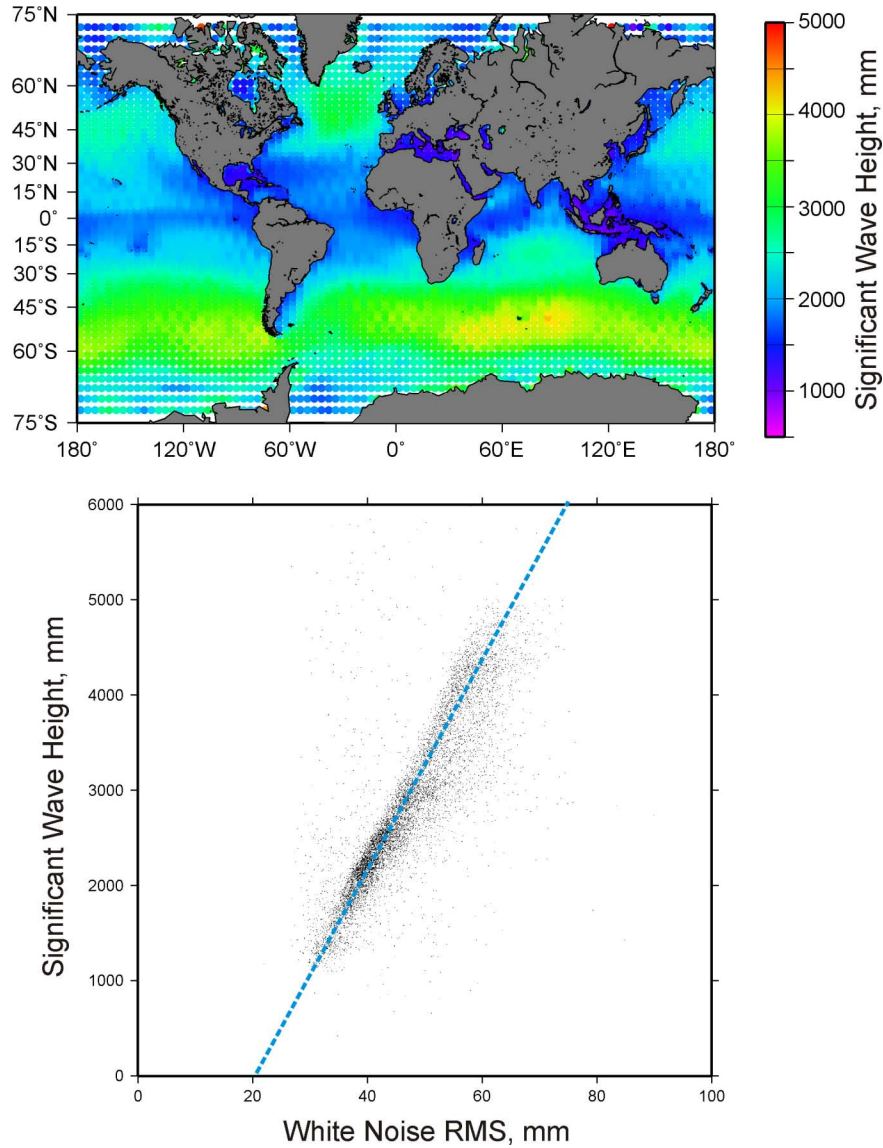 75˚N
60˚N
45˚N
30˚N
15˚N
0˚
15˚S
30˚S
45˚S
60˚S
75˚S
180˚ 120˚W 60˚W 0˚ 60˚E 120˚E 180˚
5000
4000
3000
2000
1000
Significant Wave Height, mm
6000
5000
4000
3000
2000
1000
0
Significant Wave Height, mm
0 20 40 60 80 100
White Noise RMS, mm